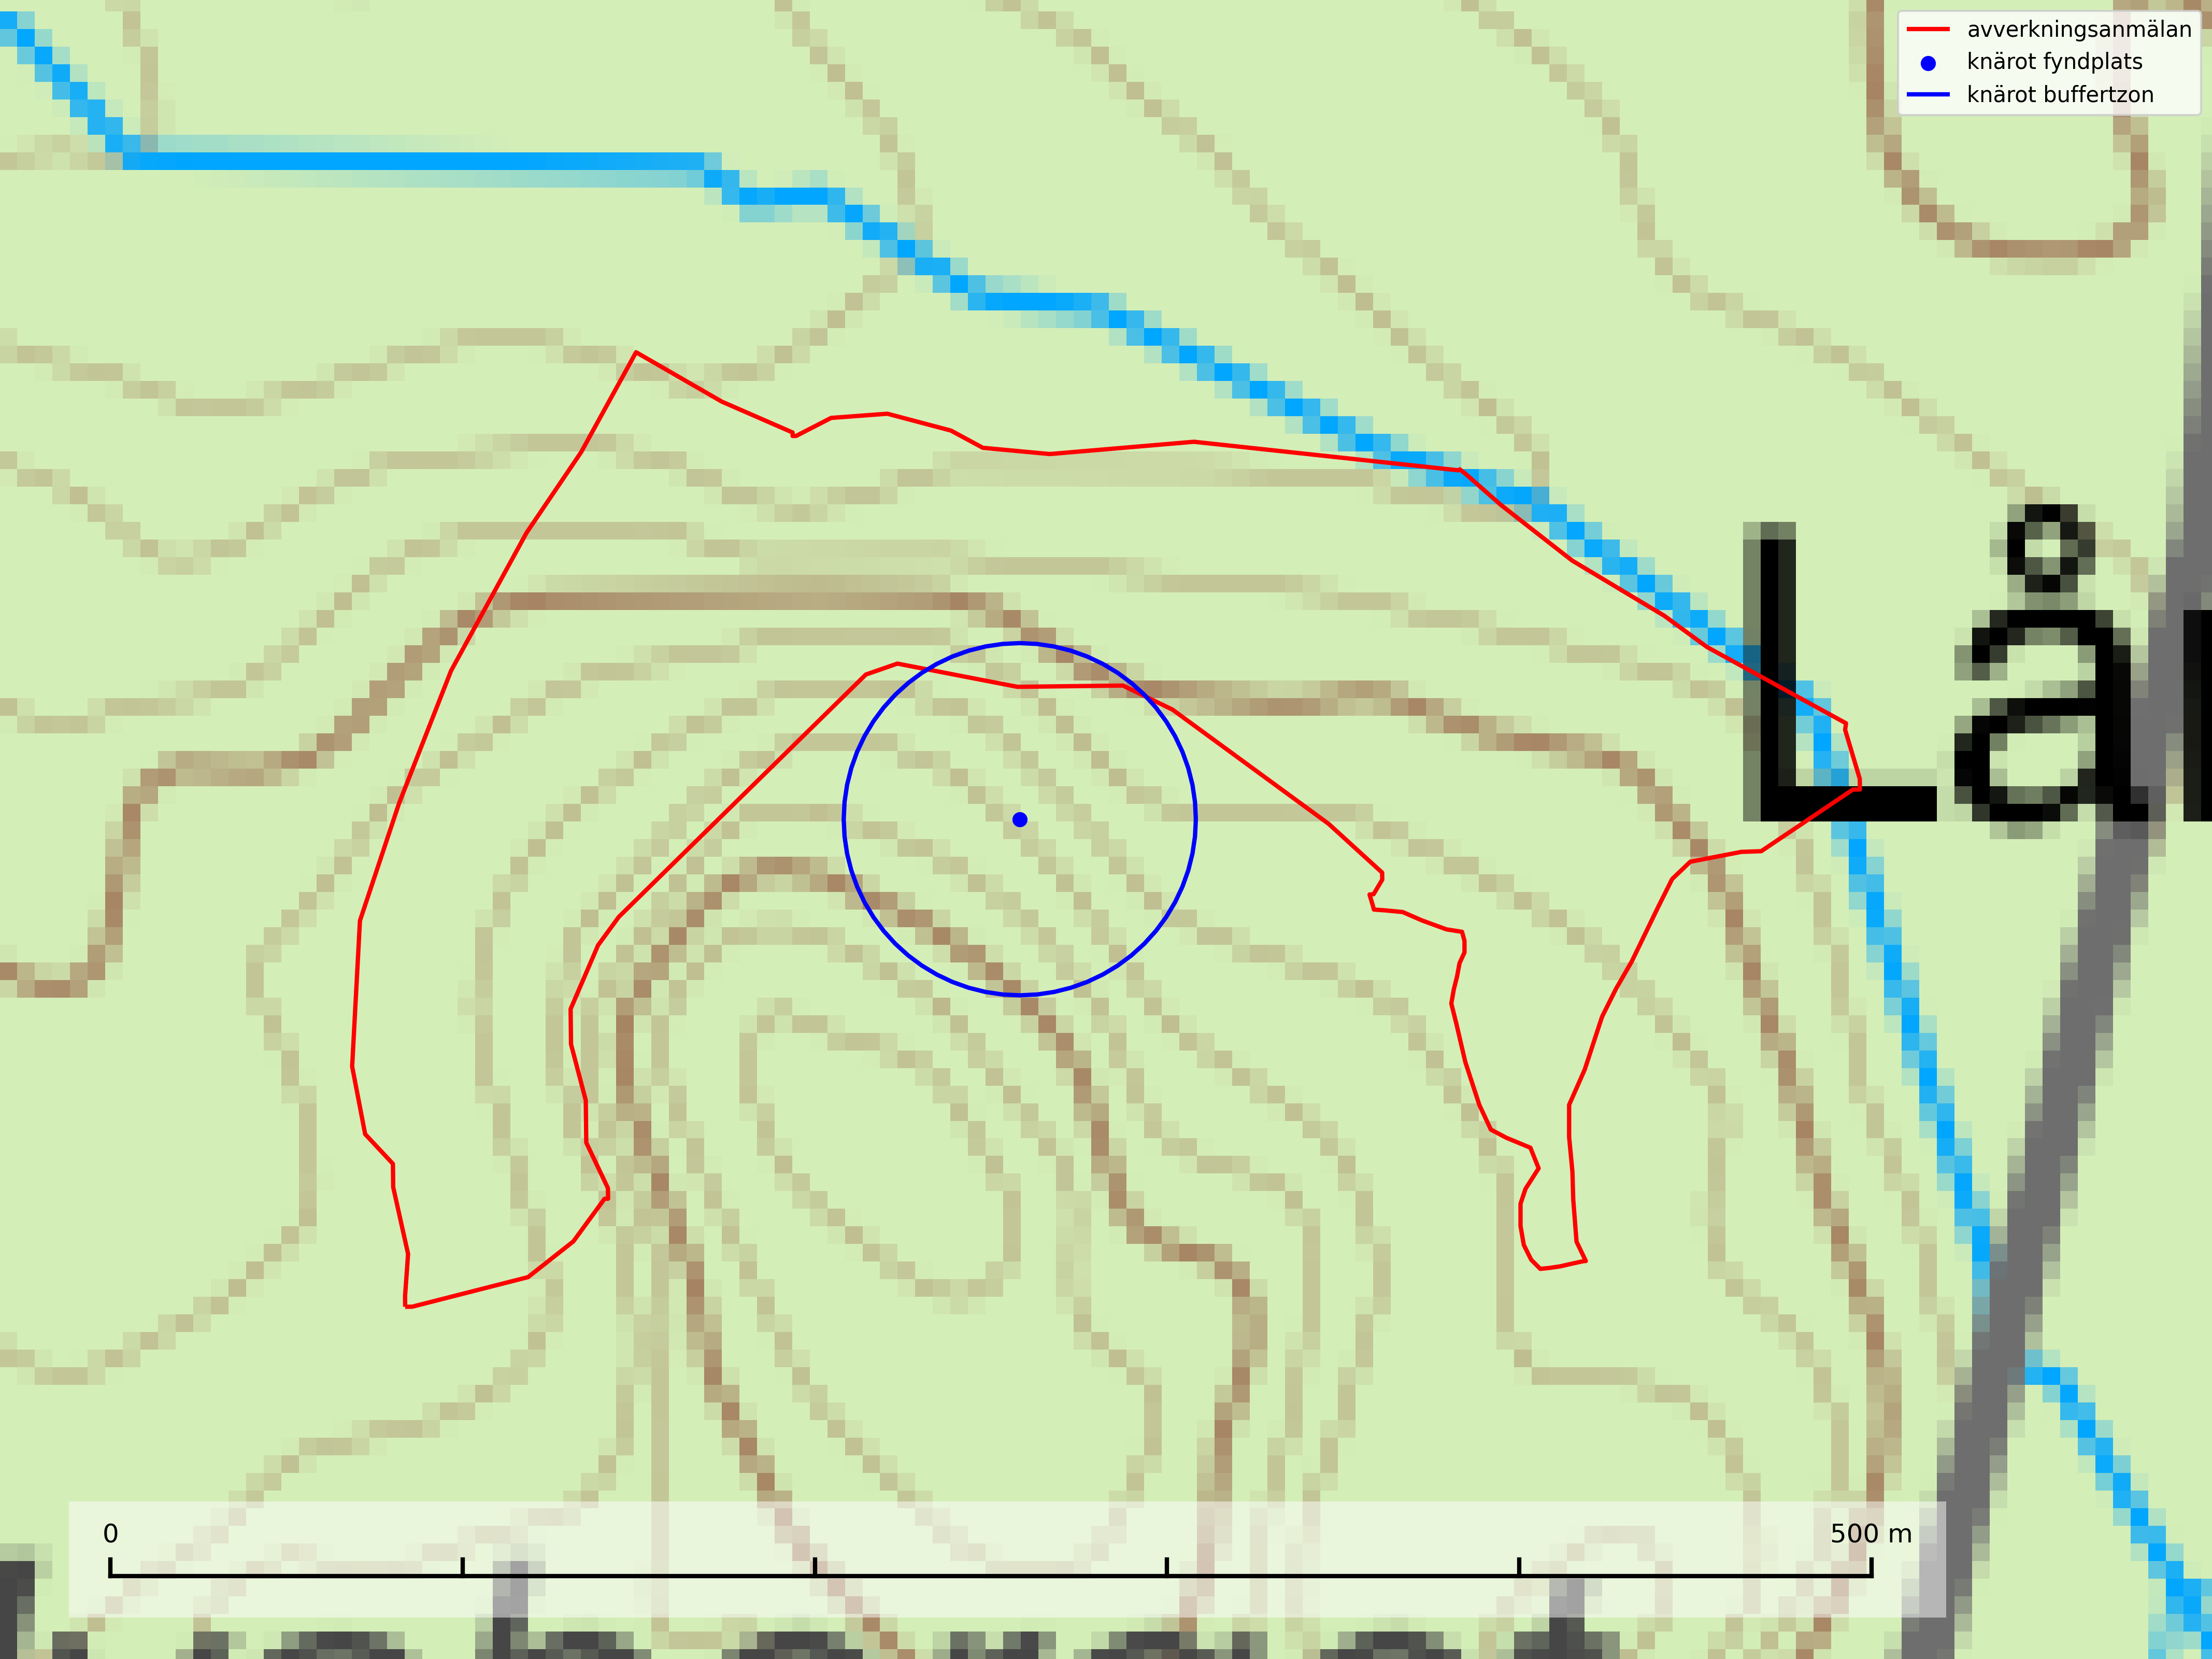 avverkningsanmälan
knärot fyndplats
knärot buffertzon
Lå
0
500 m